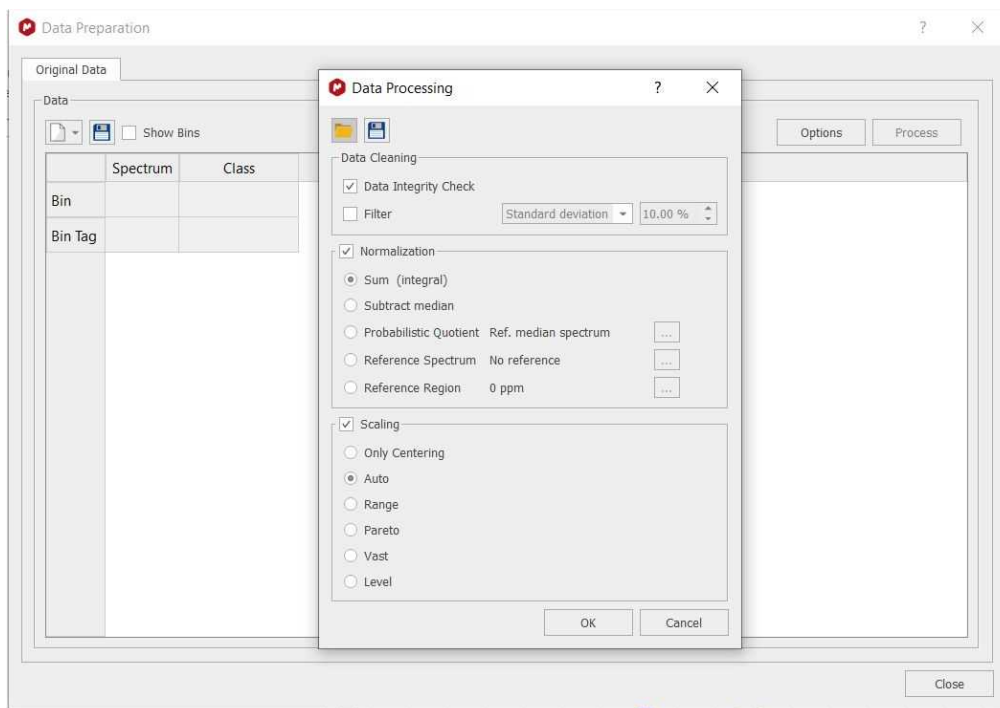 Data Preparation
Original Data
Data
Show Bins
Options
Process
Spectrum
Class
Bin
Bin Tag
Data Processing
Data Cleaning
Data Integrity Check
Filter
Standard deviation
10.00 %
Normalization
Sum (integral)
Subtract median
Probabilistic Quotient Ref. median spectrum ...
Reference Spectrum No reference ...
Reference Region 0 ppm ...
Scaling
Only Centering
Auto
Range
Pareto
Vast
Level
OK
Cancel
Close